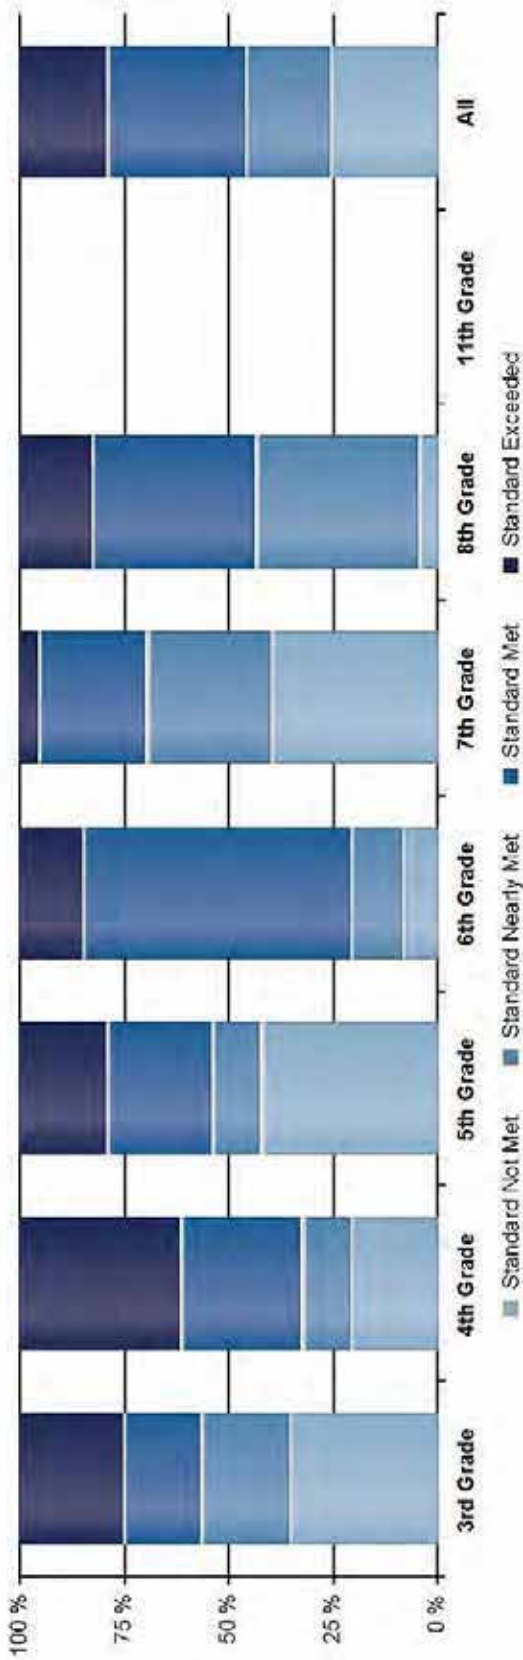 100 %
75 %
50 %
25 %
0 %
3rd Grade
4th Grade
5th Grade
6th Grade
7th Grade
8th Grade
11th Grade
All
Standard Not Met
Standard Nearly Met
Standard Met
Standard Exceeded